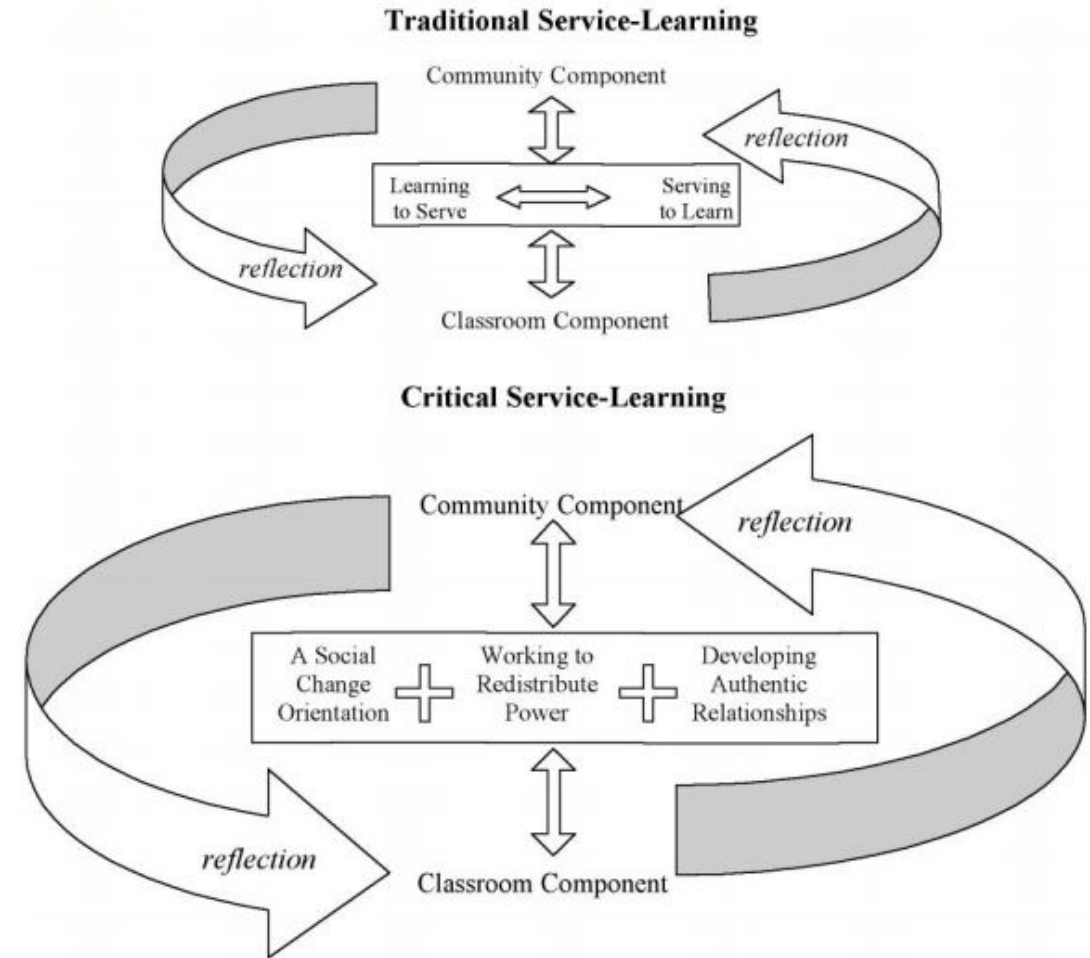 Traditional Service-Learning
Community Component
reflection
Learning
to Serve
Serving
to Learn
reflection
Classroom Component
Critical Service-Learning
Community Component
reflection
A Social
Change
Orientation
Working to
Redistribute
Power
Developing
Authentic
Relationships
reflection
Classroom Component